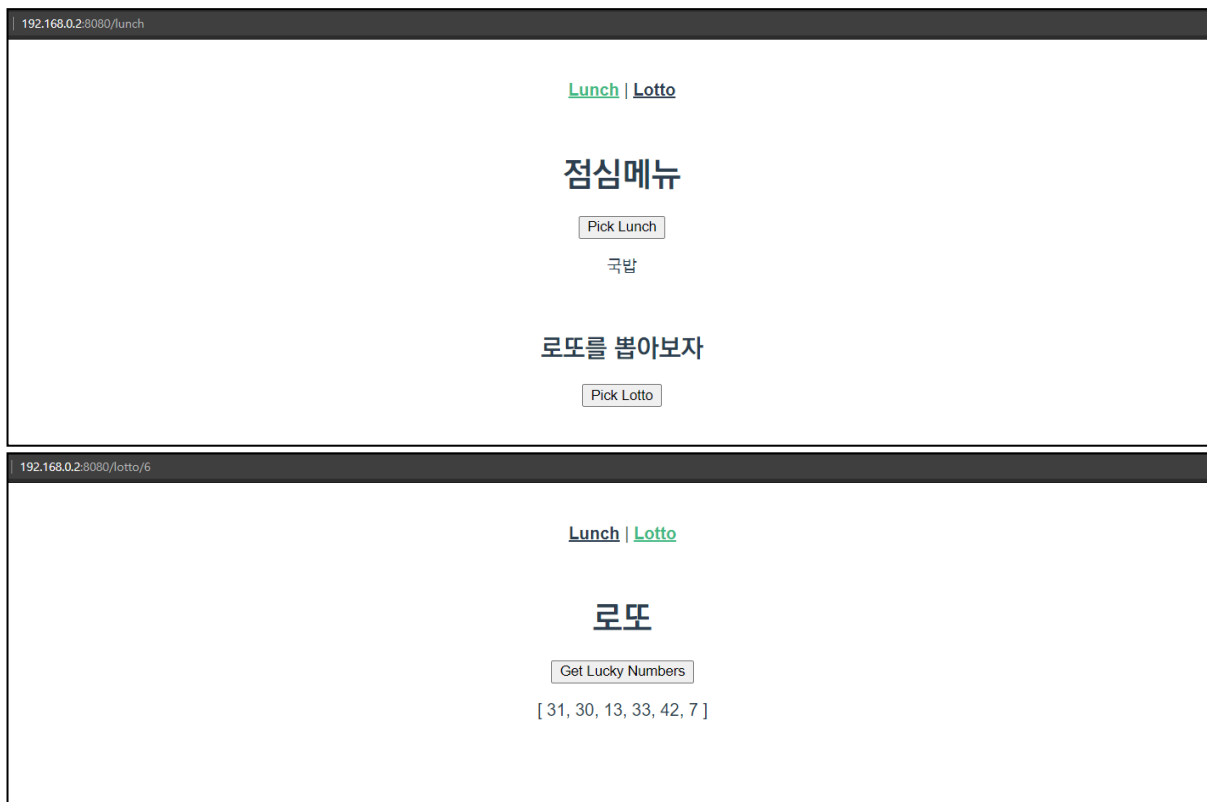 192.168.0.2:8080/lunch
Lunch | Lotto
점심메뉴
Pick Lunch
국밥
로또를 뽑아보자
Pick Lotto
192.168.0.2:8080/lotto/6
Lunch | Lotto
로또
Get Lucky Numbers
[ 31, 30, 13, 33, 42, 7 ]